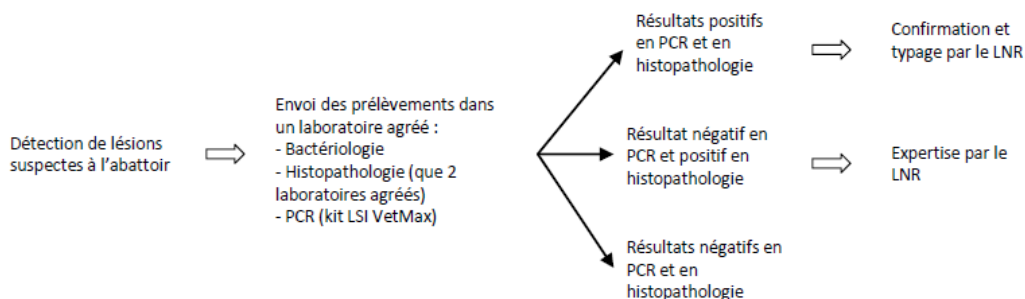 Détection de lésions
suspectes à l'abattoir
Envoi des prélèvements dans
un laboratoire agréé :
- Bactériologie
- Histopathologie (que 2
laboratoires agréés)
- PCR (kit LSI VetMax)
Résultats positifs
en PCR et en
histopathologie
Confirmation et
typage par le LNR
Résultat négatif en
PCR et positif en
histopathologie
Expertise par le
LNR
Résultats négatifs en
PCR et en
histopathologie